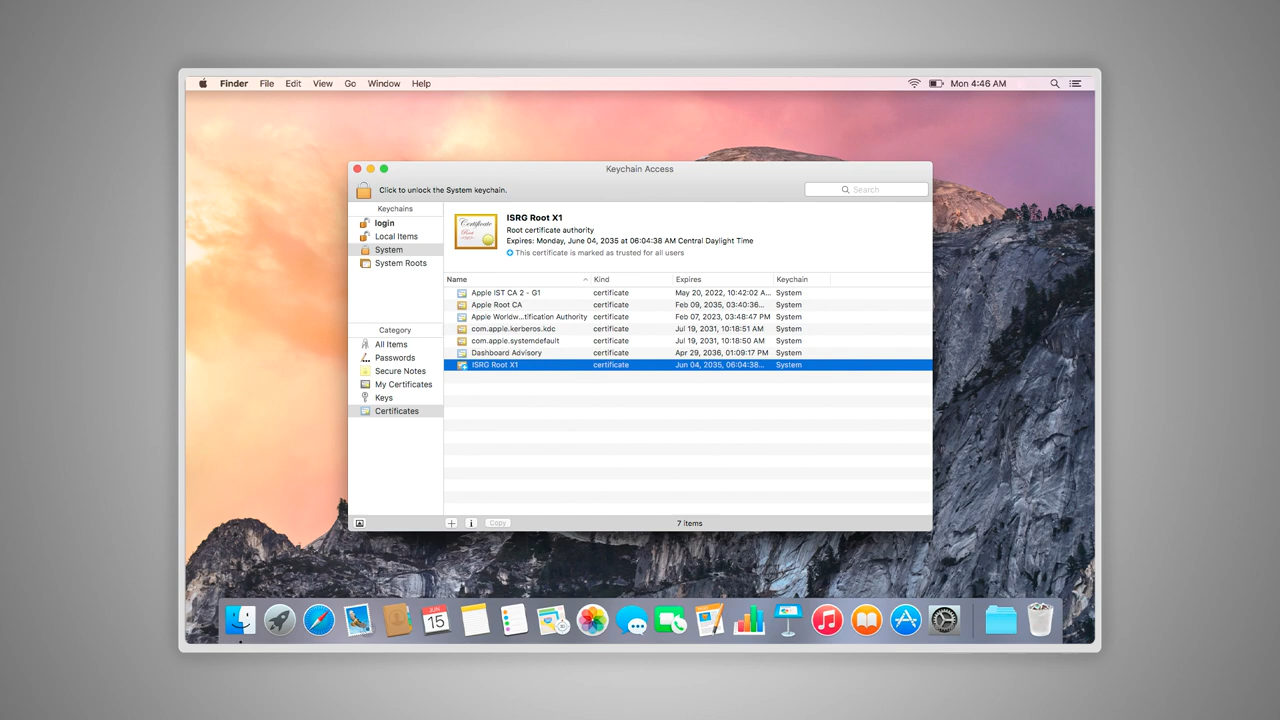 Finder File Edit View Go Window Help Mon 4:46 AM
Keychain Access
Click to unlock the System keychain. Search
Keychains
login
Local Items
System
System Roots
Certificate
Root
ISRG Root X1
Root certificate authority
Expires: Monday, June 04, 2035 at 06:04:38 AM Central Daylight Time
This certificate is marked as trusted for all users
Name Kind Expires Keychain
Apple IST CA 2 - G1 certificate May 20, 2022, 10:42:02 A... System
Apple Root CA certificate Feb 09, 2035, 03:40:36... System
Apple Worldw...tification Authority certificate Feb 07, 2023, 03:48:47 PM System
com.apple.kerberos.kdc certificate Jul 19, 2031, 10:18:51 AM System
com.apple.systemdefault certificate Jul 19, 2031, 10:18:50 AM System
Dashboard Advisory certificate Apr 29, 2036, 01:09:17 PM System
ISRG Root X1 certificate Jun 04, 2035, 06:04:38... System
Category
All Items
Passwords
Secure Notes
My Certificates
Keys
Certificates
Copy 7 items
JUN
15